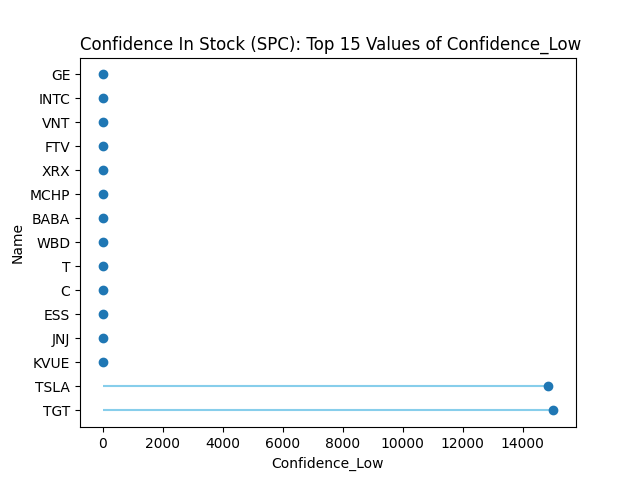 Confidence In Stock (SPC): Top 15 Values of Confidence_Low
GE
INTC
VNT
FTV
XRX
MCHP
BABA
WBD
T
C
ESS
JNJ
KVUE
TSLA
TGT
Name
0 2000 4000 6000 8000 10000 12000 14000
Confidence_Low